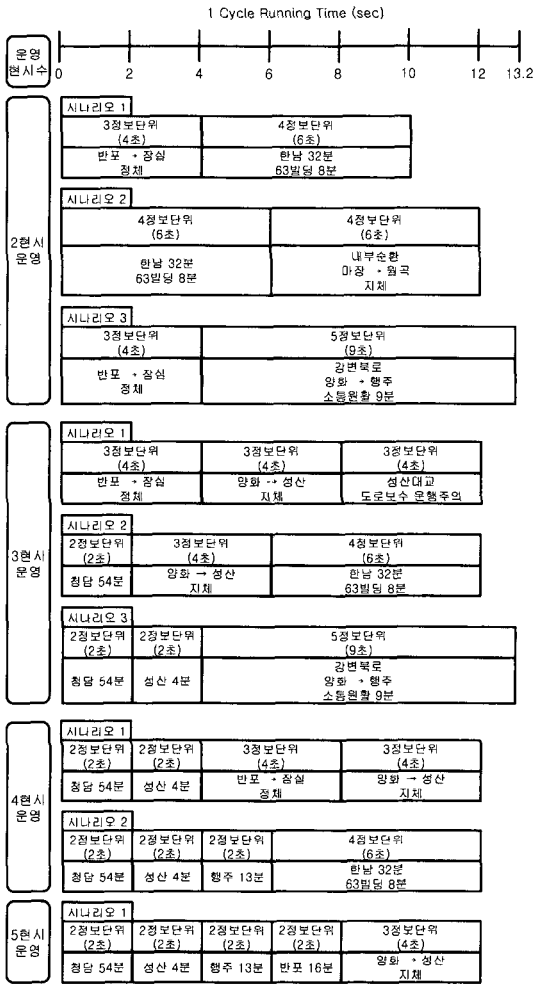 1 Cycle Running Time (sec)
운영
현시수
0 2 4 6 8 10 12 13.2
2현시
운영
시나리오 1
3정보단위 4정보단위
(4초) (6초)
반포 → 잠실 한남 32분
정체 63빌딩 8분
시나리오 2
4정보단위 4정보단위
(6초) (6초)
한남 32분 내부순환
63빌딩 8분 마장 → 월곡
지체
시나리오 3
3정보단위 5정보단위
(4초) (9초)
반포 → 잠실 강변북로
정체 양화 → 행주
소통원활 9분
3현시
운영
시나리오 1
3정보단위 3정보단위 3정보단위
(4초) (4초) (4초)
반포 → 잠실 양화 → 성산 성산대교
정체 지체 도로보수 운행주의
시나리오 2
2정보단위 3정보단위 4정보단위
(2초) (4초) (6초)
청담 54분 양화 → 성산 한남 32분
지체 63빌딩 8분
시나리오 3
2정보단위 2정보단위 5정보단위
(2초) (2초) (9초)
청담 54분 성산 4분 강변북로
양화 → 행주
소통원활 9분
4현시
운영
시나리오 1
2정보단위 2정보단위 3정보단위 3정보단위
(2초) (2초) (4초) (4초)
청담 54분 성산 4분 반포 → 잠실 양화 → 성산
정체 지체
시나리오 2
2정보단위 2정보단위 2정보단위 4정보단위
(2초) (2초) (2초) (6초)
청담 54분 성산 4분 행주 13분 한남 32분
63빌딩 8분
5현시
운영
시나리오 1
2정보단위 2정보단위 2정보단위 2정보단위 3정보단위
(2초) (2초) (2초) (2초) (4초)
청담 54분 성산 4분 행주 13분 반포 16분 양화 → 성산
지체